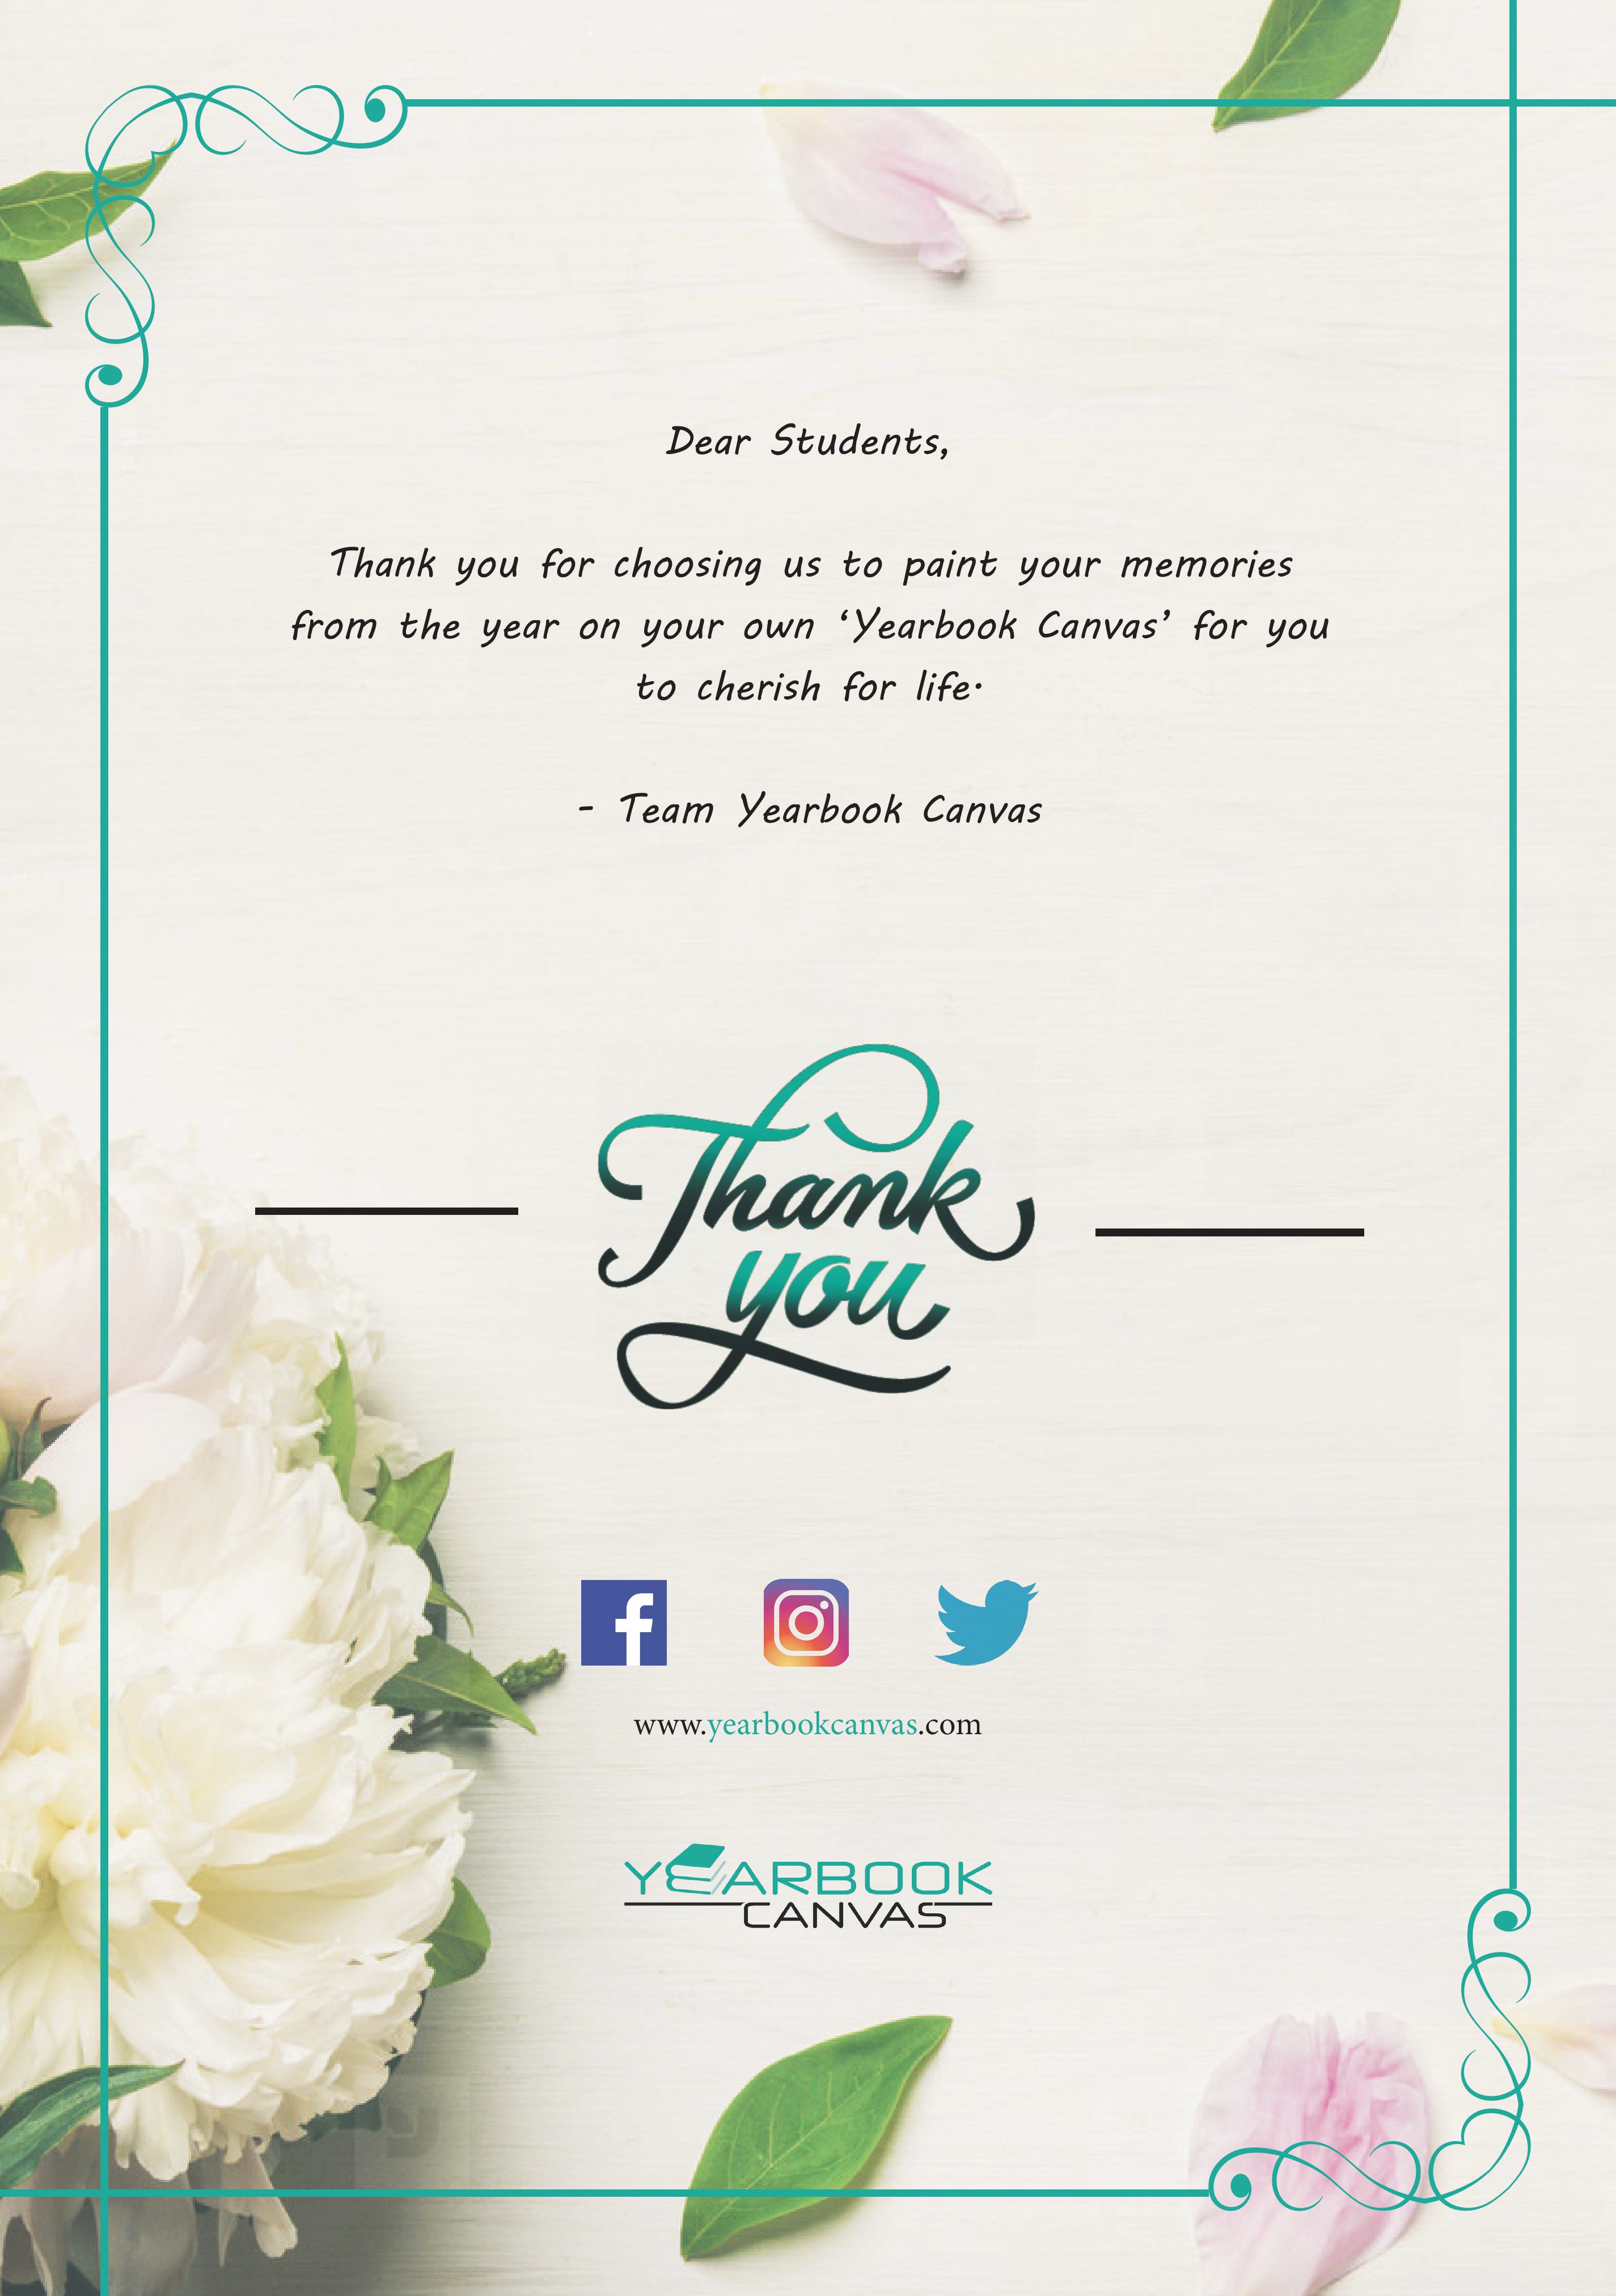 Dear Students,
Thank you for choosing us to paint your memories
from the year on your own ‘Yearbook Canvas’ for you
to cherish for life·
- Team Yearbook Canvas
Thank
you
www.yearbookcanvas.com
YEARBOOK
CANVAS